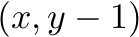 (x, y − 1)